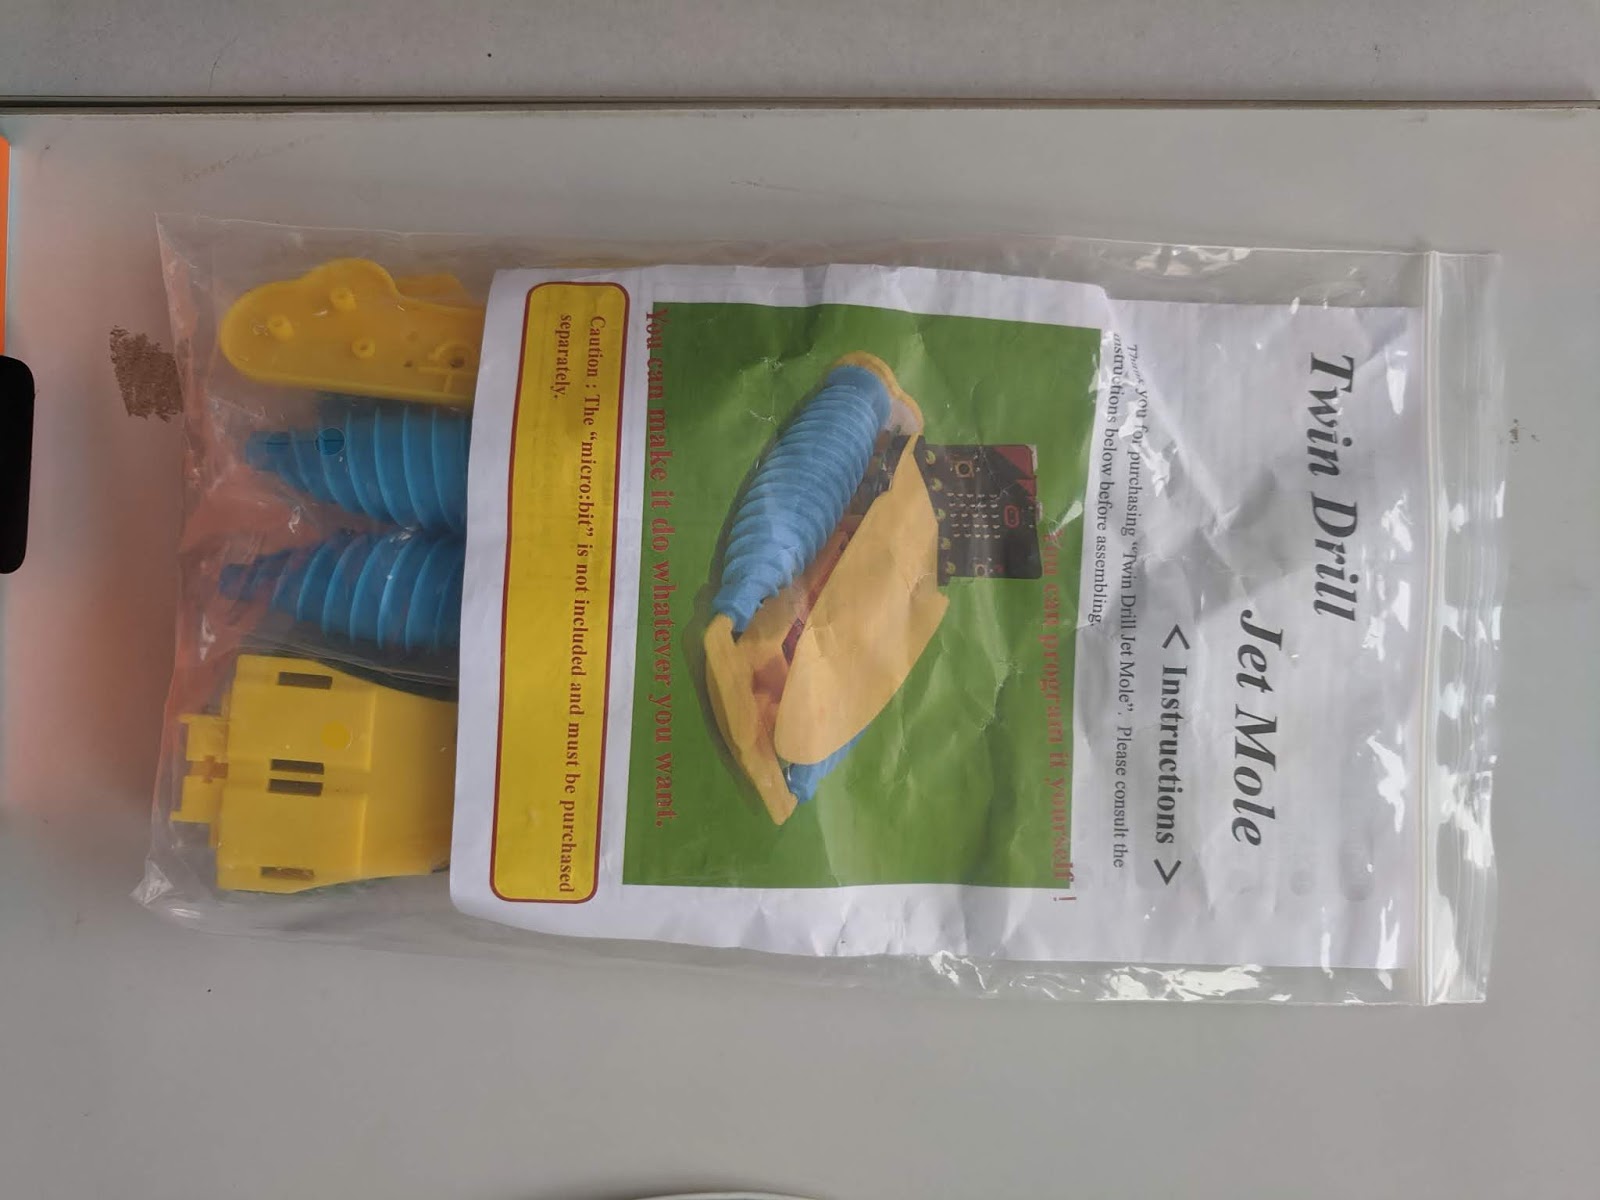 Twin Drill
Jet Mole
< Instructions >
Thank you for purchasing “Twin Drill Jet Mole”. Please consult the
instructions below before assembling.
You can program it yourself !
You can make it do whatever you want.
Caution : The “micro:bit” is not included and must be purchased
separately.